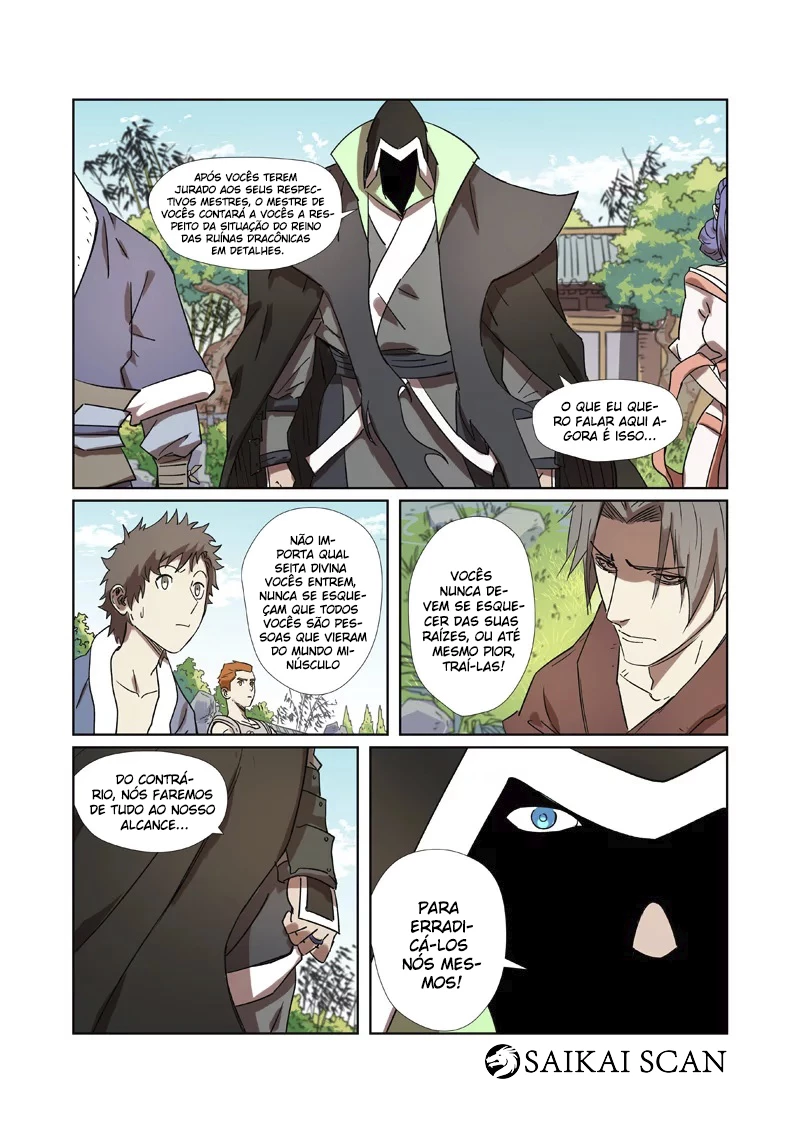 APÓS VOCÊS TEREM
JURADO AOS SEUS RESPEC-
TIVOS MESTRES, O MESTRE DE
VOCÊS CONTARÁ A VOCÊS A RES-
PEITO DA SITUAÇÃO DO REINO
DAS RUÍNAS DRACÔNICAS
EM DETALHES.
O QUE EU QUE-
RO FALAR AQUI A-
GORA É ISSO...
NÃO IM-
PORTA QUAL
SEITA DIVINA
VOCÊS ENTREM,
NUNCA SE ESQUE-
ÇAM QUE TODOS
VOCÊS SÃO PES-
SOAS QUE VIERAM
DO MUNDO MI-
NÚSCULO
VOCÊS
NUNCA DE-
VEM SE ESQUE-
CER DAS SUAS
RAÍZES, OU ATÉ
MESMO PIOR,
TRAÍ-LAS!
DO CONTRÁ-
RIO, NÓS FAREMOS
DE TUDO AO NOSSO
ALCANCE...
PARA
ERRADI-
CÁ-LOS
NÓS MES-
MOS!
SAIKAI SCAN